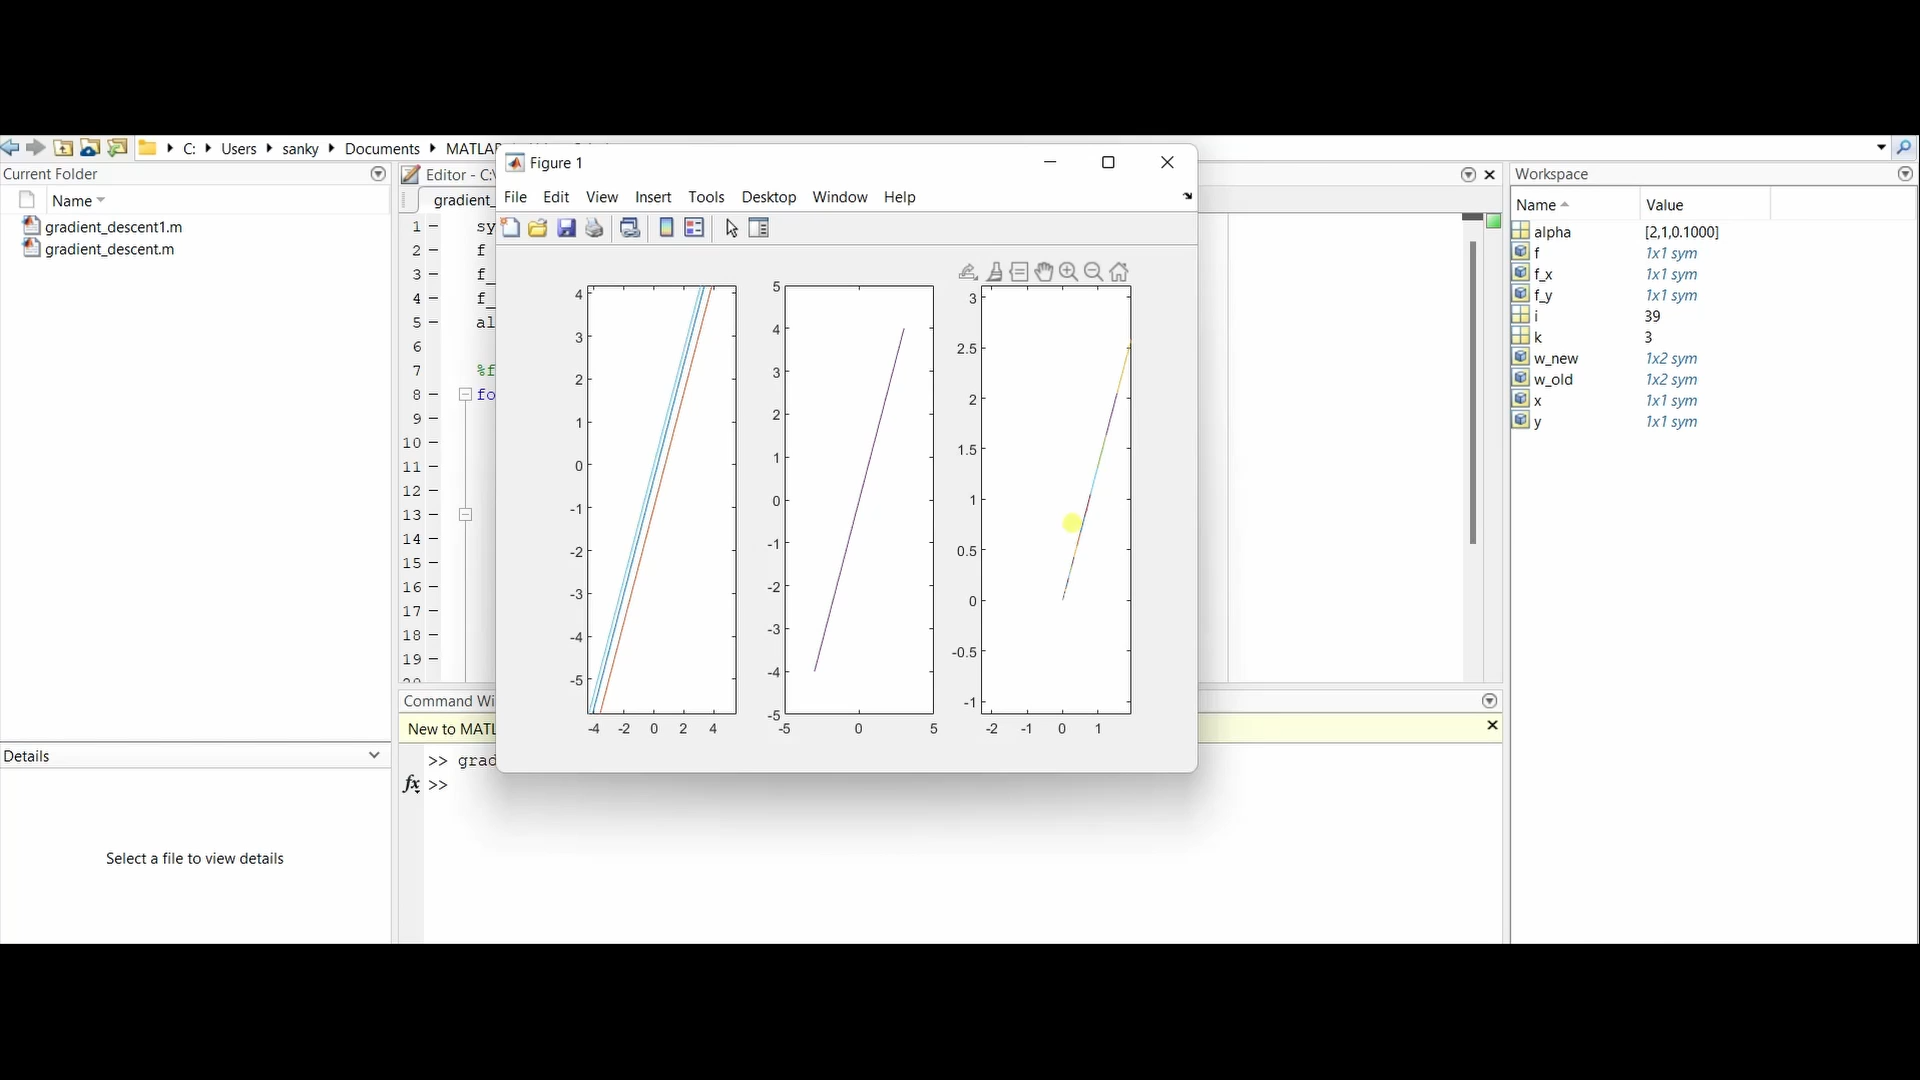 C: Users sanky Documents MATLAB
Current Folder
Name
gradient_descent1.m
gradient_descent.m
Details
Select a file to view details
Editor - C:\
gradient_
1 sy
2 f
3 f_
4 f_
5 al
6
7 %f
8 fo
9
10
11
12
13
14
15
16
17
18
19
Figure 1
File Edit View Insert Tools Desktop Window Help
4
3
2
1
0
-1
-2
-3
-4
-5
-4 -2 0 2 4
5
4
3
2
1
0
-1
-2
-3
-4
-5
-5 0 5
3
2.5
2
1.5
1
0.5
0
-0.5
-1
-2 -1 0 1
Command Wi
New to MATL
>> grad
fx >>
Workspace
Name Value
alpha [2,1,0.1000]
f 1x1 sym
f_x 1x1 sym
f_y 1x1 sym
i 39
k 3
w_new 1x2 sym
w_old 1x2 sym
x 1x1 sym
y 1x1 sym